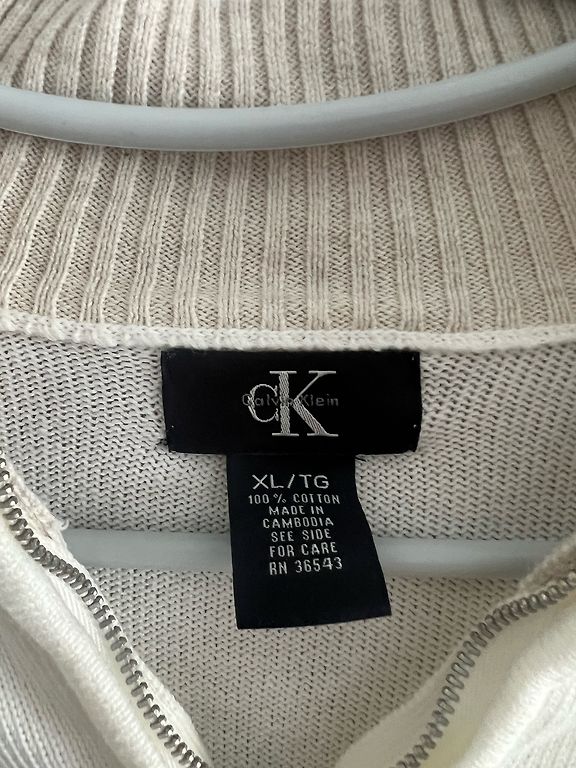 cK
Calvin Klein
XL/TG
100% COTTON
MADE IN
CAMBODIA
SEE SIDE
FOR CARE
RN 36543